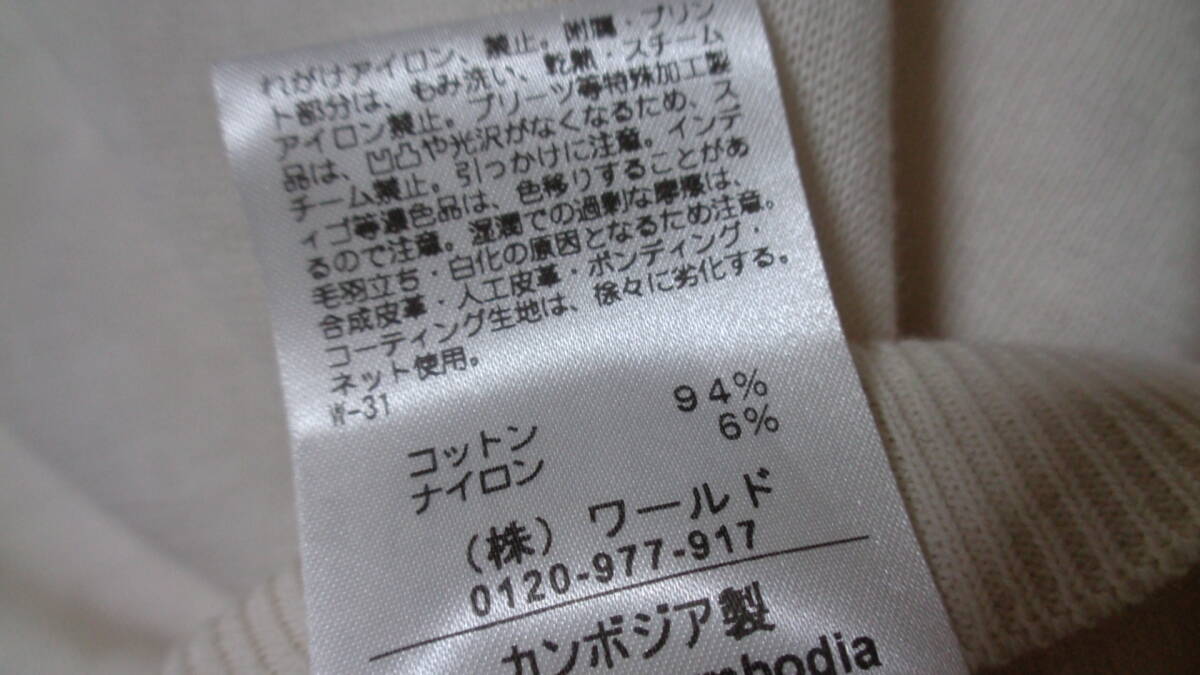 れがけアイロン、禁止。附属・プリン
ト部分は、もみ洗い、乾熱・スチーム
アイロン禁止。プリーツ等特殊加工製
品は、凹凸や光沢がなくなるため、ス
チーム禁止。引っかけに注意。インデ
ィゴ等濃色品は、色移りすることがあ
るので注意。湿潤での過剰な摩擦は、
毛羽立ち・白化の原因となるため注意。
合成皮革・人工皮革・ボンディング・
コーティング生地は、徐々に劣化する。
ネット使用。
W-31
コットン 94%
ナイロン 6%
(株) ワールド
0120-977-917
カンボジア製
mbodia